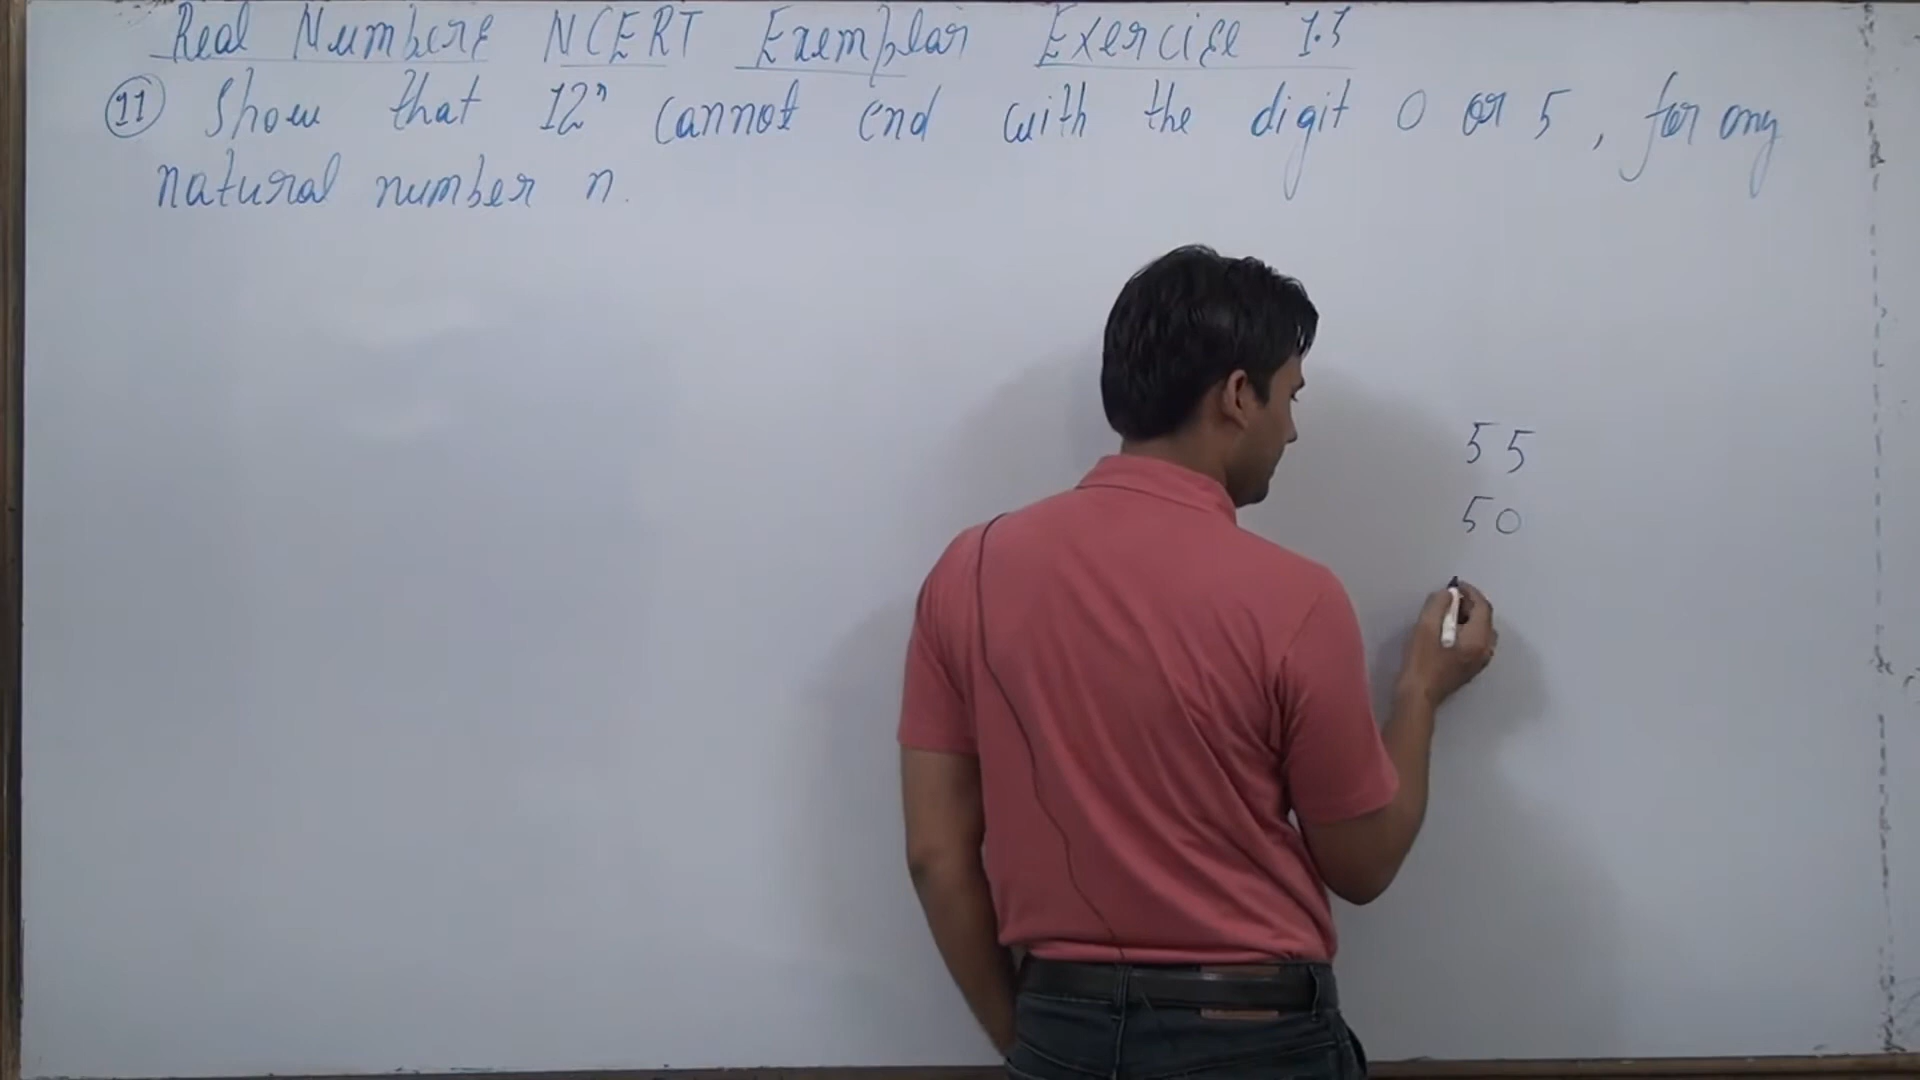 Real Numbers NCERT Exemplar Exercise 1.3
11 Show that 12ⁿ cannot end with the digit 0 or 5, for any
natural number n.
55
50